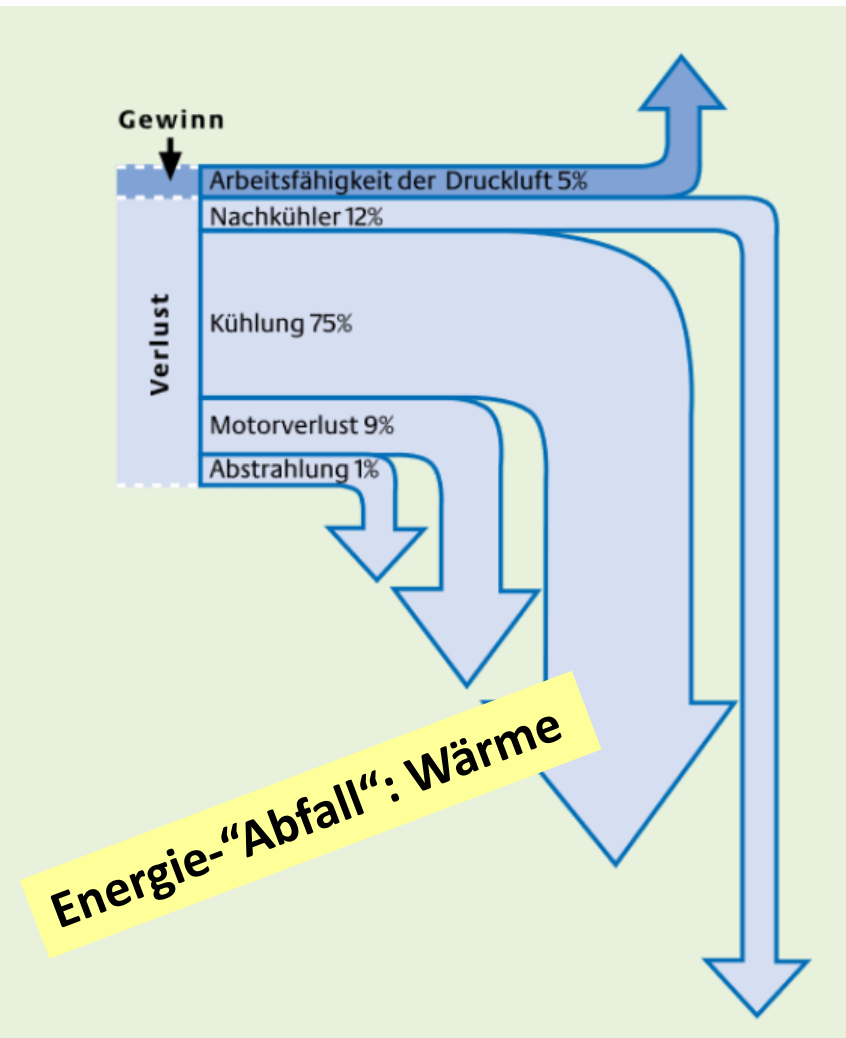 Gewinn
Arbeitsfähigkeit der Druckluft 5%
Nachkühler 12%
Verlust
Kühlung 75%
Motorverlust 9%
Abstrahlung 1%
Energie-“Abfall“: Wärme